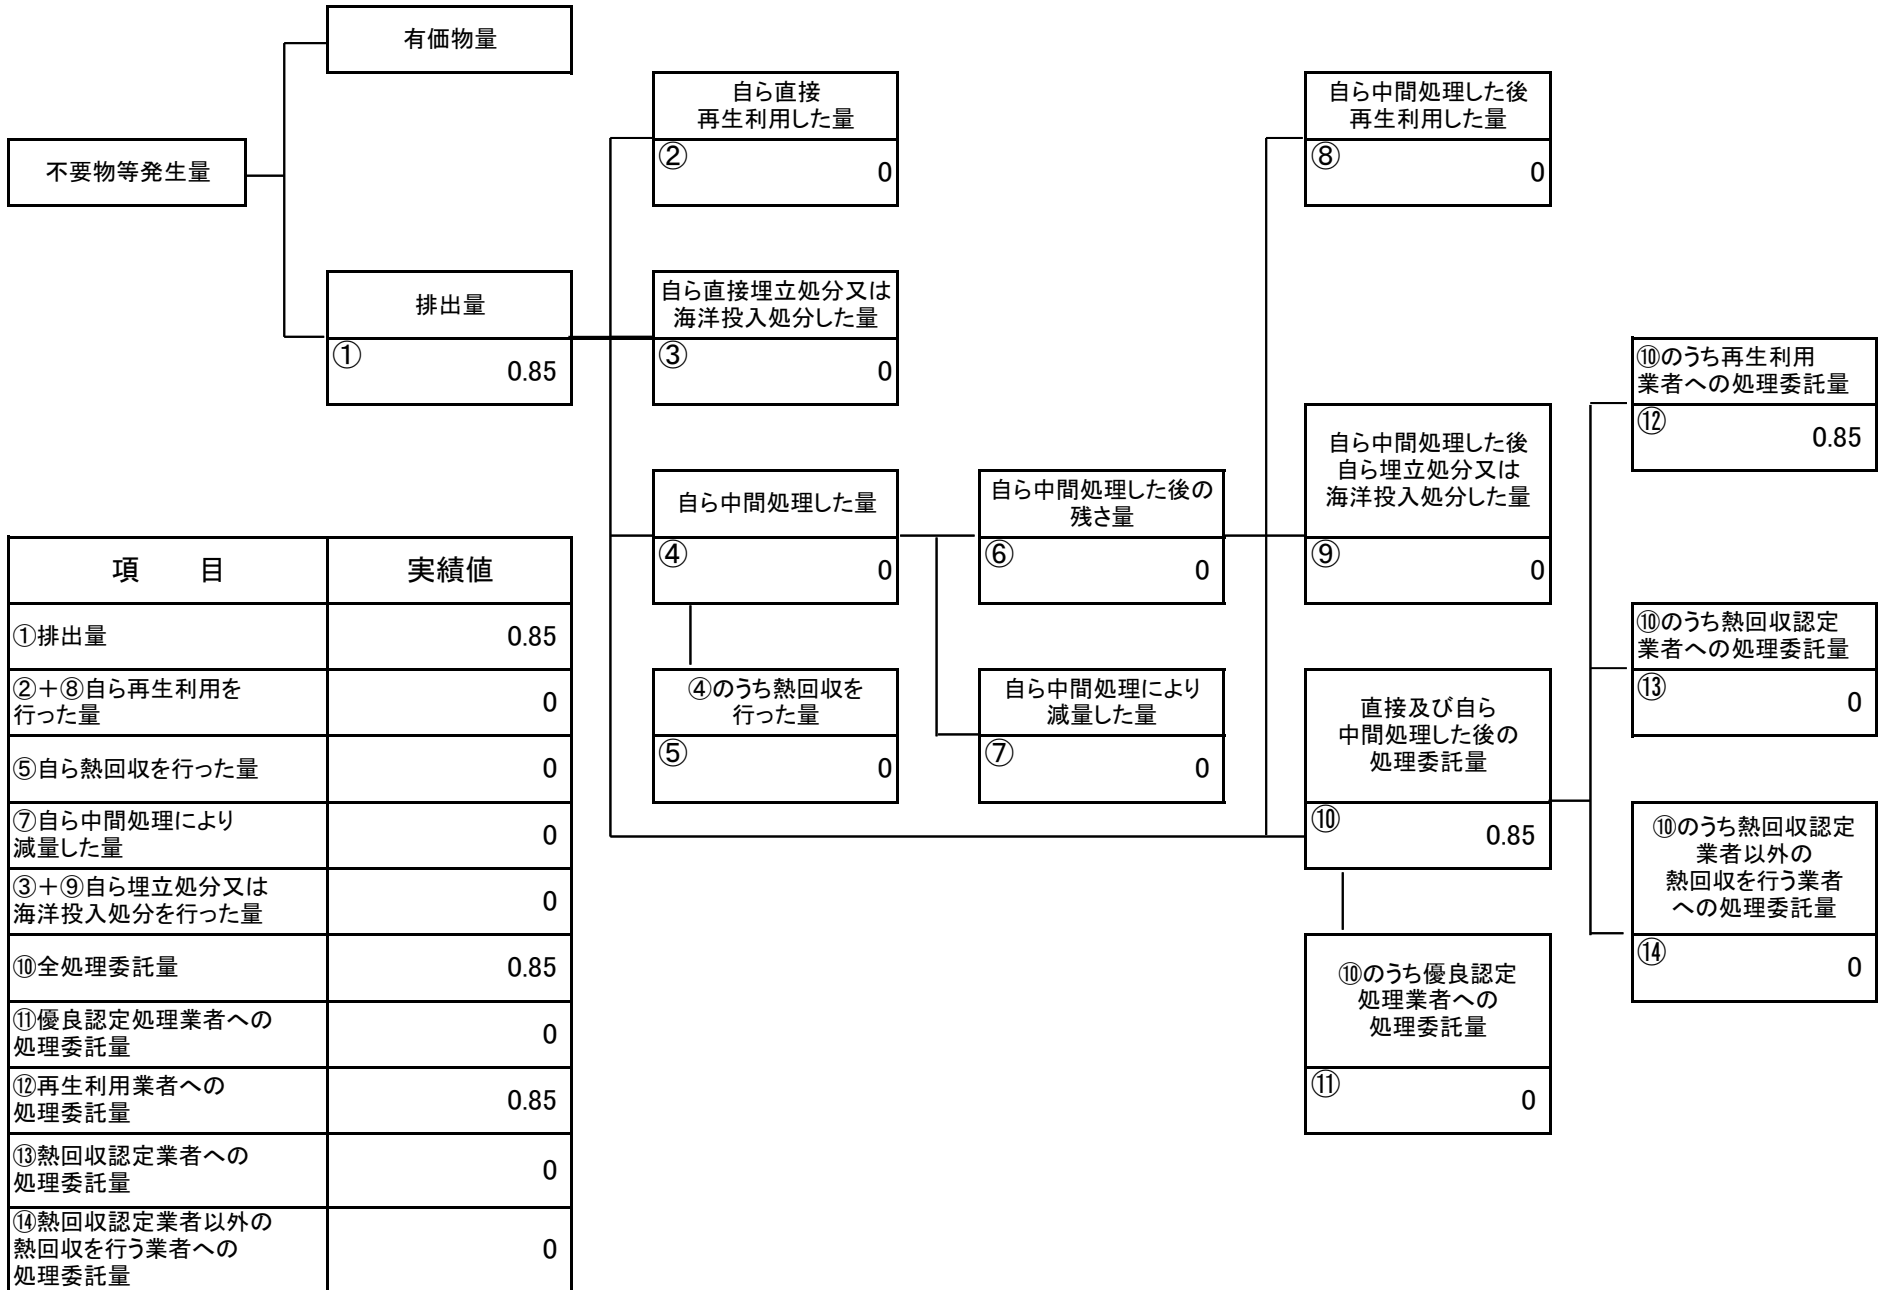 有価物量
不要物等発生量
排出量
①
0.85
自ら直接
再生利用した量
②
0
自ら直接埋立処分又は
海洋投入処分した量
③
0
自ら中間処理した量
④
0
④のうち熱回収を
行った量
⑤
0
自ら中間処理した後の
残さ量
⑥
0
自ら中間処理により
減量した量
⑦
0
自ら中間処理した後
再生利用した量
⑧
0
自ら中間処理した後
自ら埋立処分又は
海洋投入処分した量
⑨
0
直接及び自ら
中間処理した後の
処理委託量
⑩
0.85
⑩のうち優良認定
処理業者への
処理委託量
⑪
0
⑩のうち再生利用
業者への処理委託量
⑫
0.85
⑩のうち熱回収認定
業者への処理委託量
⑬
0
⑩のうち熱回収認定
業者以外の
熱回収を行う業者
への処理委託量
⑭
0
項　目 実績値
①排出量 0.85
②＋⑧自ら再生利用を
行った量 0
⑤自ら熱回収を行った量 0
⑦自ら中間処理により
減量した量 0
③＋⑨自ら埋立処分又は
海洋投入処分を行った量 0
⑩全処理委託量 0.85
⑪優良認定処理業者への
処理委託量 0
⑫再生利用業者への
処理委託量 0.85
⑬熱回収認定業者への
処理委託量 0
⑭熱回収認定業者以外の
熱回収を行う業者への
処理委託量 0